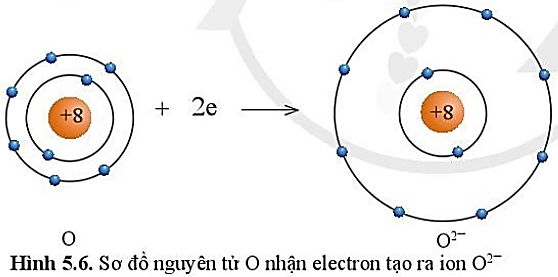 +8 + 2e +8
O O²⁻
Hình 5.6. Sơ đồ nguyên tử O nhận electron tạo ra ion O²⁻